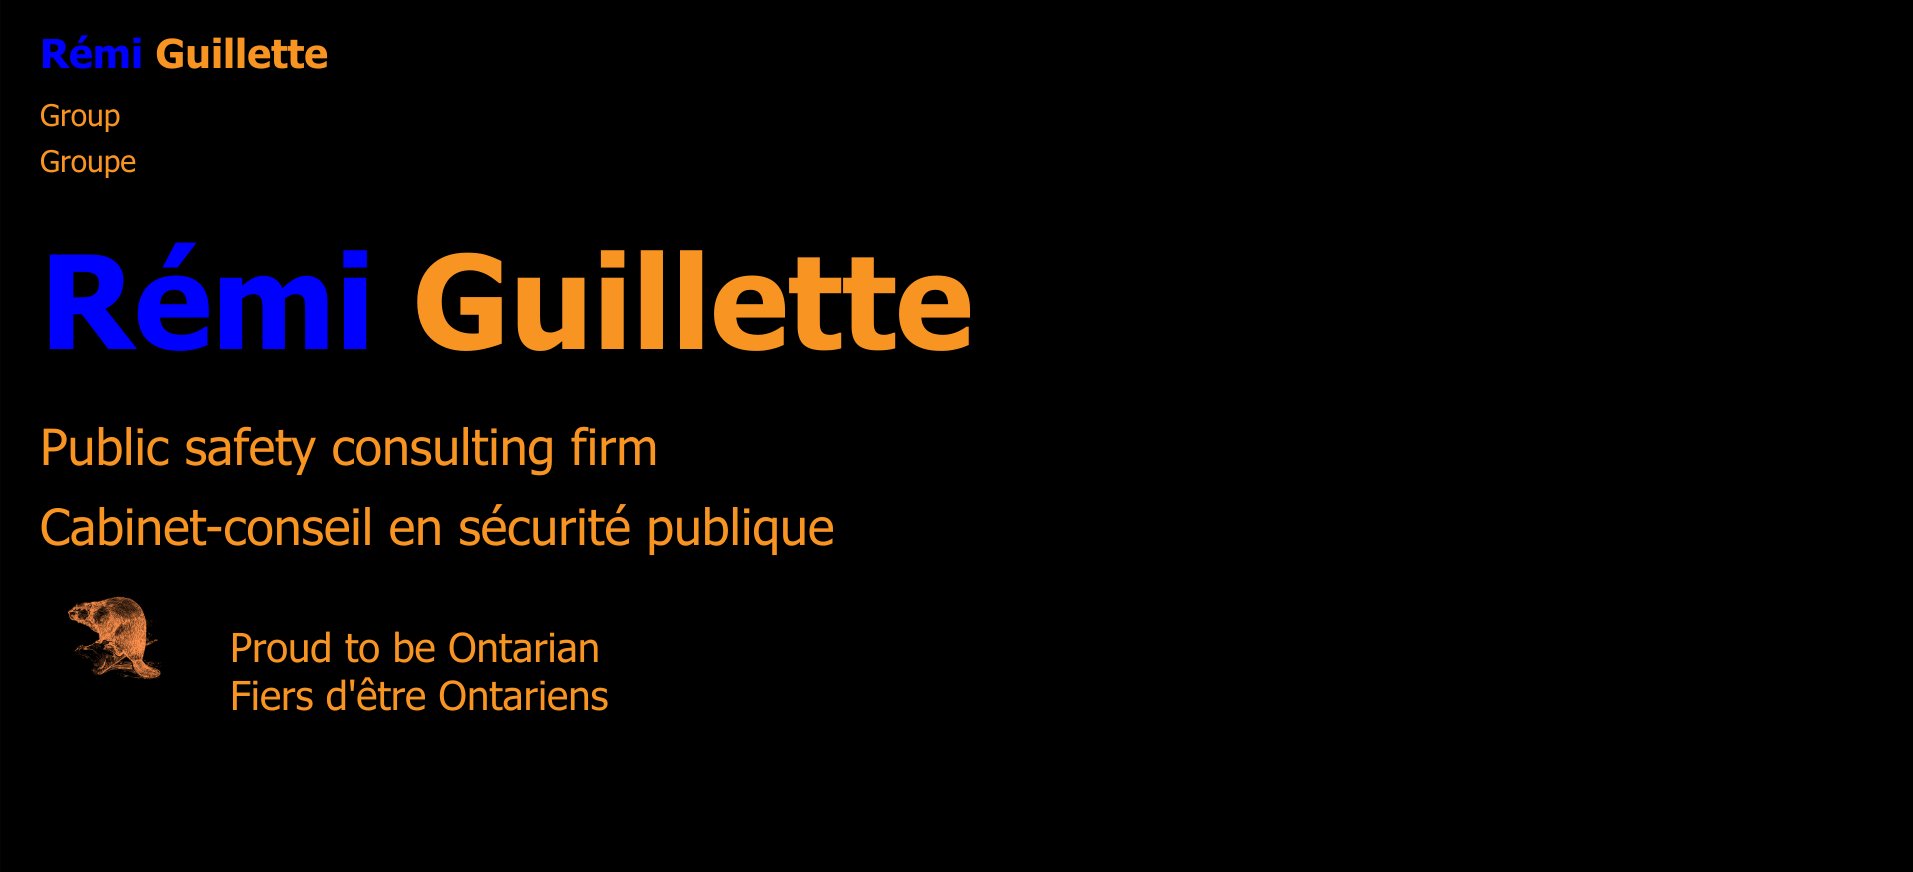 Rémi Guillette
Group
Groupe
Rémi Guillette
Public safety consulting firm
Cabinet-conseil en sécurité publique
Proud to be Ontarian
Fiers d'être Ontariens